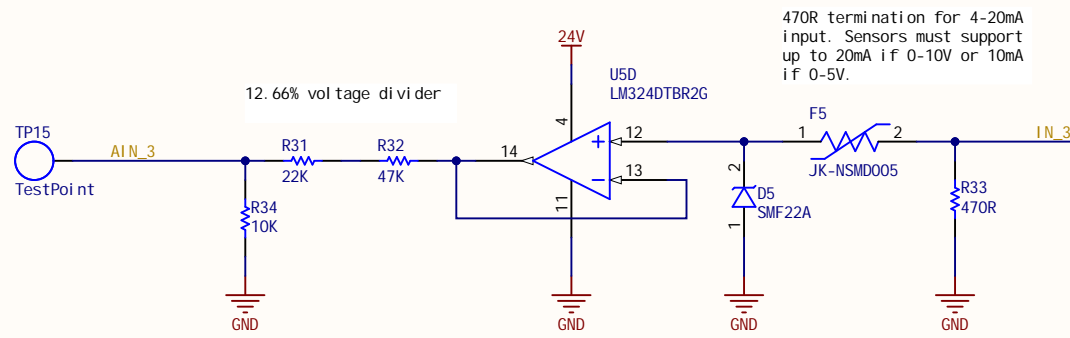 470R termination for 4-20mA
input. Sensors must support
up to 20mA if 0-10V or 10mA
if 0-5V.
24V
U5D
LM324DTBR2G
12.66% voltage divider
F5
TP15
AIN_3
R31
22K
R32
47K
14
4
12
13
11
+
-
1
2
IN_3
JK-NSMD005
TestPoint
2
D5
SMF22A
1
R33
470R
R34
10K
GND
GND
GND
GND